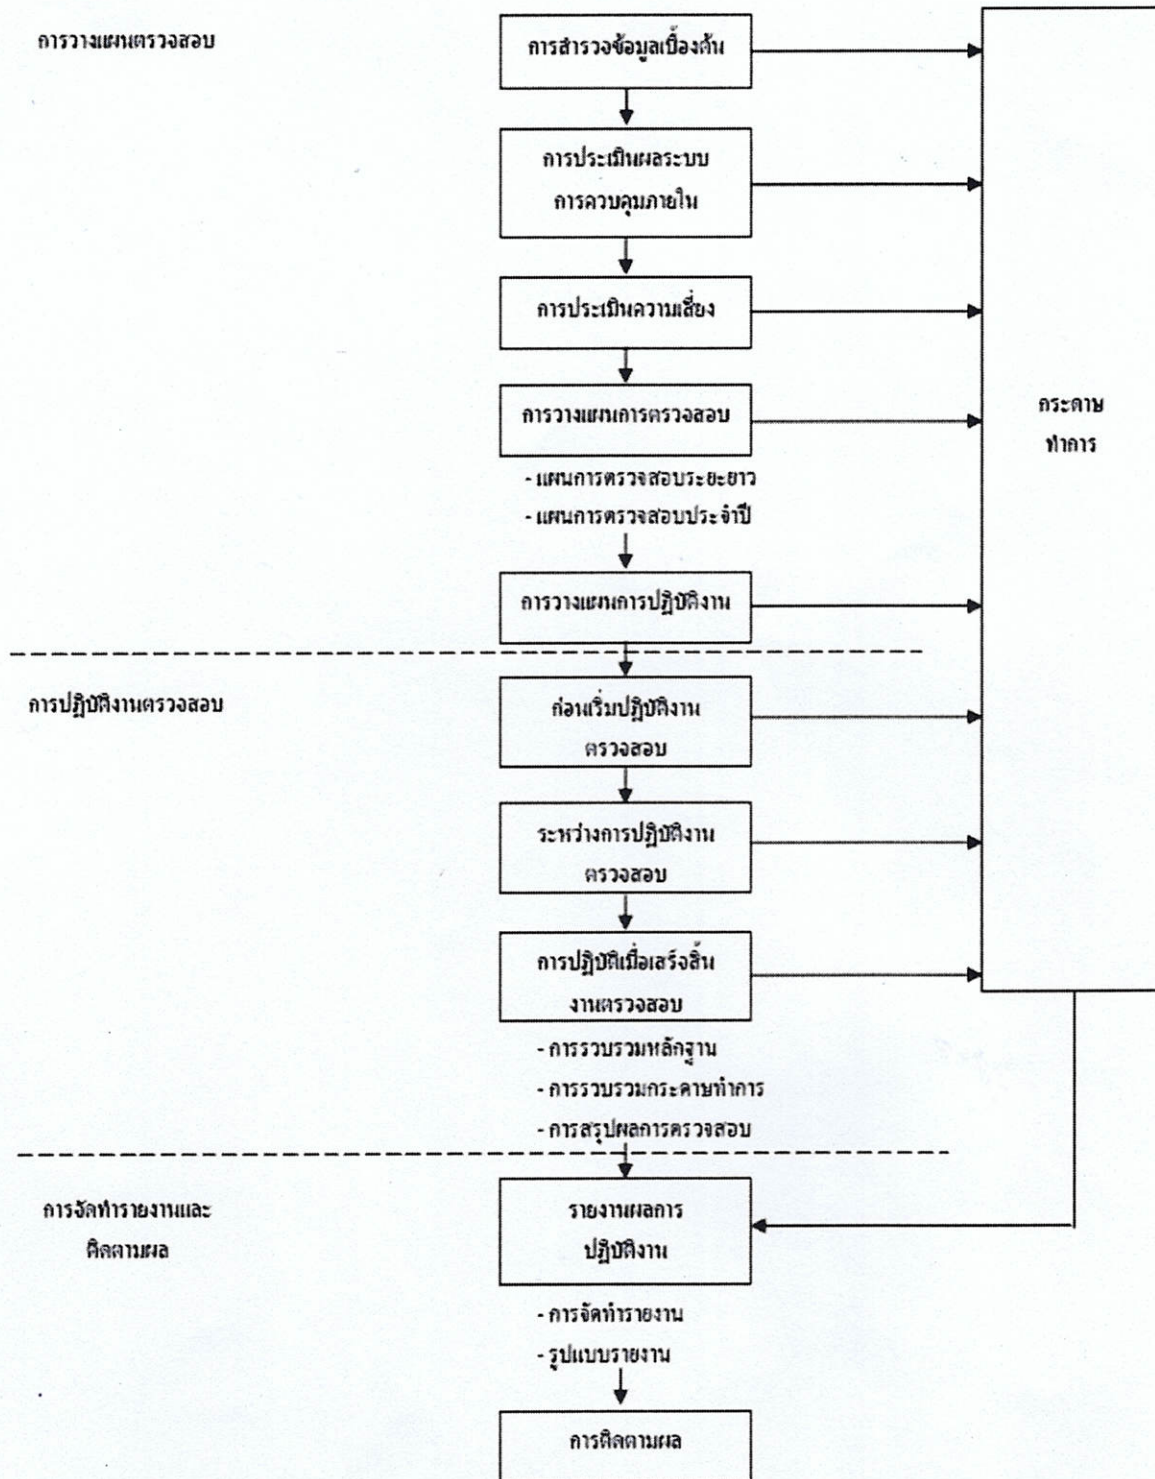 การวางแผนตรวจสอบ
การสำรวจข้อมูลเบื้องต้น
การประเมินผลระบบ
การควบคุมภายใน
การประเมินความเสี่ยง
การวางแผนการตรวจสอบ
- แผนการตรวจสอบระยะยาว
- แผนการตรวจสอบประจำปี
การวางแผนการปฏิบัติงาน
กระดาษ
ทำการ
การปฏิบัติงานตรวจสอบ
ก่อนเริ่มปฏิบัติงาน
ตรวจสอบ
ระหว่างการปฏิบัติงาน
ตรวจสอบ
การปฏิบัติเมื่อเสร็จสิ้น
งานตรวจสอบ
- การรวบรวมหลักฐาน
- การรวบรวมกระดาษทำการ
- การสรุปผลการตรวจสอบ
การจัดทำรายงานและ
ติดตามผล
รายงานผลการ
ปฏิบัติงาน
- การจัดทำรายงาน
- รูปแบบรายงาน
การติดตามผล